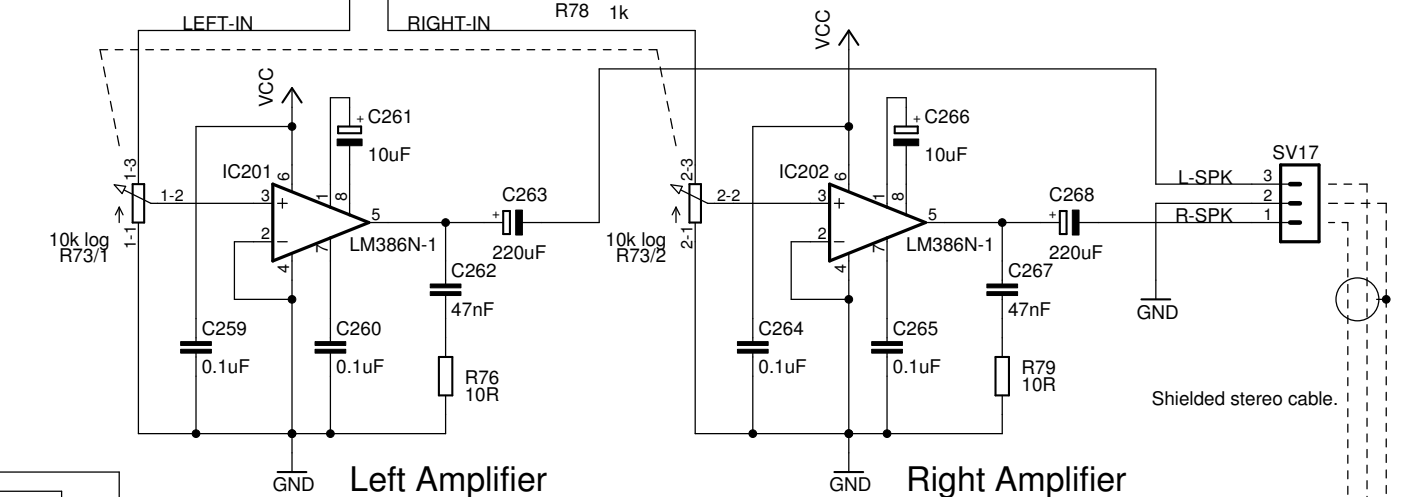 R78 1k
LEFT-IN
RIGHT-IN
VCC
VCC
C261
+
10uF
C266
+
10uF
IC201
IC202
SV17
1-3
6
1
8
2-3
6
1
8
1-2
3
+
5
C263
+
220uF
2-2
3
+
5
C268
+
220uF
L-SPK 3
2
R-SPK 1
10k log
R73/1
1-1
2
-
4
7
LM386N-1
10k log
R73/2
2-1
2
-
4
7
LM386N-1
C262
47nF
C267
47nF
GND
C259
0.1uF
C260
0.1uF
R76
10R
C264
0.1uF
C265
0.1uF
R79
10R
Shielded stereo cable.
GND
Left Amplifier
GND
Right Amplifier